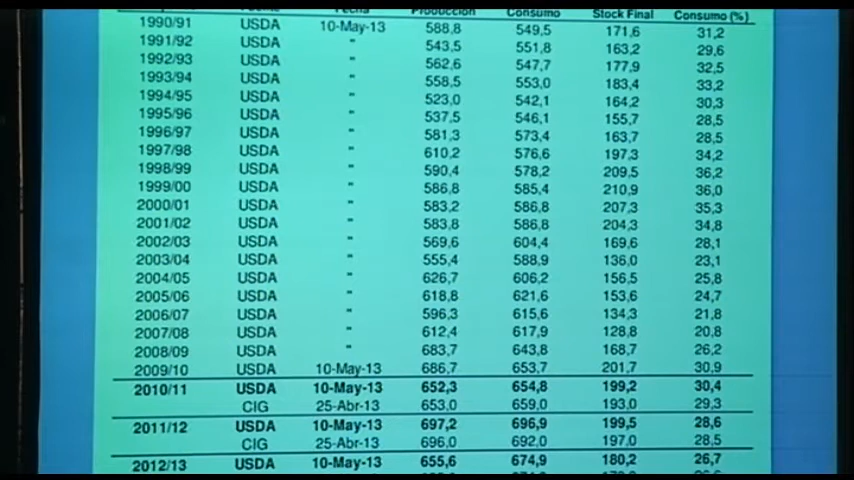 Producción Consumo Stock Final Consumo (%)
1990/91 USDA 10-May-13 588,8 549,5 171,6 31,2
1991/92 USDA " 543,5 551,8 163,2 29,6
1992/93 USDA " 562,6 547,7 177,9 32,5
1993/94 USDA " 558,5 553,0 183,4 33,2
1994/95 USDA " 523,0 542,1 164,2 30,3
1995/96 USDA " 537,5 546,1 155,7 28,5
1996/97 USDA " 581,3 573,4 163,7 28,5
1997/98 USDA " 610,2 576,6 197,3 34,2
1998/99 USDA " 590,4 578,2 209,5 36,2
1999/00 USDA " 586,8 585,4 210,9 36,0
2000/01 USDA " 583,2 586,8 207,3 35,3
2001/02 USDA " 583,8 586,8 204,3 34,8
2002/03 USDA " 569,6 604,4 169,6 28,1
2003/04 USDA " 555,4 588,9 136,0 23,1
2004/05 USDA " 626,7 606,2 156,5 25,8
2005/06 USDA " 618,8 621,6 153,6 24,7
2006/07 USDA " 596,3 615,6 134,3 21,8
2007/08 USDA " 612,4 617,9 128,8 20,8
2008/09 USDA " 683,7 643,8 168,7 26,2
2009/10 USDA 10-May-13 686,7 653,7 201,7 30,9
2010/11 USDA 10-May-13 652,3 654,8 199,2 30,4
CIG 25-Abr-13 653,0 659,0 193,0 29,3
2011/12 USDA 10-May-13 697,2 696,9 199,5 28,6
CIG 25-Abr-13 696,0 692,0 197,0 28,5
2012/13 USDA 10-May-13 655,6 674,9 180,2 26,7